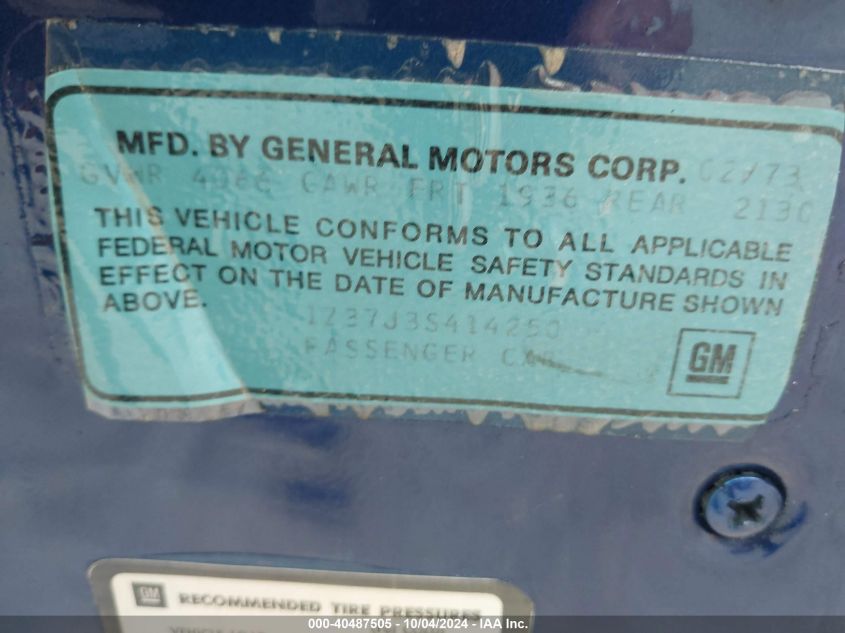 MFD. BY GENERAL MOTORS CORP. 02/73
GVWR 4066 GAWR FRT 1936 REAR 2130
THIS VEHICLE CONFORMS TO ALL APPLICABLE
FEDERAL MOTOR VEHICLE SAFETY STANDARDS IN
EFFECT ON THE DATE OF MANUFACTURE SHOWN
ABOVE.
1Z37J3S414250
PASSENGER CAR
GM
GM RECOMMENDED TIRE PRESSURES
000-40487505 - 10/04/2024 - IAA Inc.